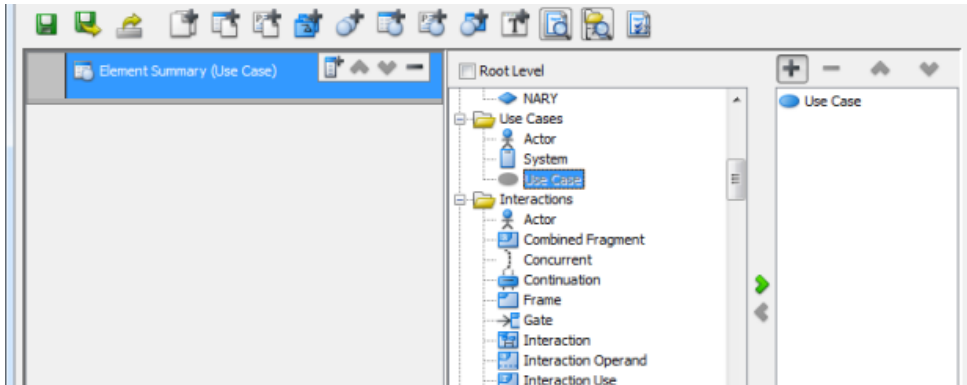 Element Summary (Use Case)
Root Level
NARY
Use Cases
Actor
System
Use Case
Interactions
Actor
Combined Fragment
Concurrent
Continuation
Frame
Gate
Interaction
Interaction Operand
Interaction Use
Use Case